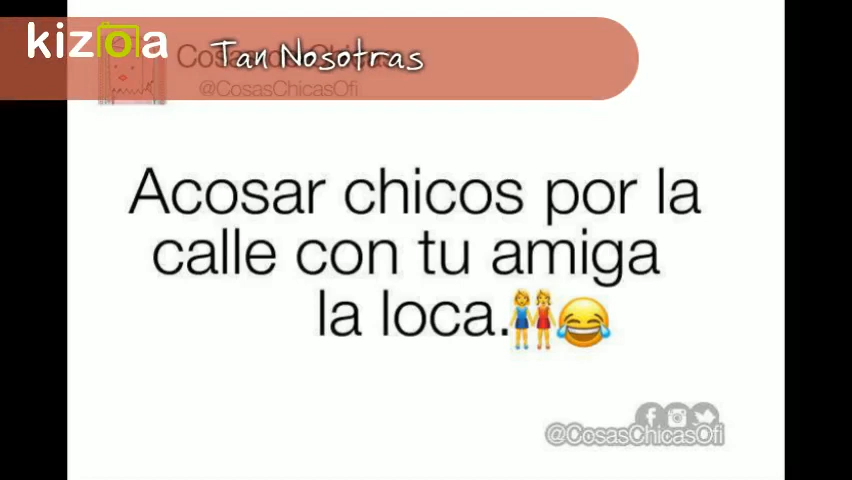 kizoa
Tan Nosotras
@CosasChicasOfi
Acosar chicos por la
calle con tu amiga
la loca.👭😂
@CosasChicasOfi